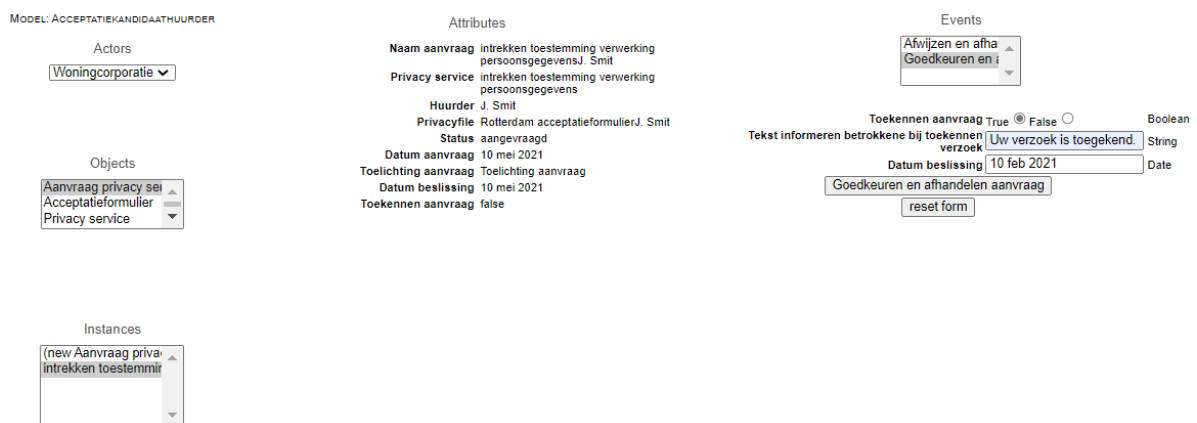 MODEL: ACCEPTATIEKANDIDAATHUURDER
Actors
Woningcorporatie
Objects
Aanvraag privacy ser
Acceptatieformulier
Privacy service
Instances
(new Aanvraag priva
intrekken toestemmin
Attributes
Naam aanvraag intrekken toestemming verwerking
persoonsgegevensJ. Smit
Privacy service intrekken toestemming verwerking
persoonsgegevens
Huurder J. Smit
Privacyfile Rotterdam acceptatieformulierJ. Smit
Status aangevraagd
Datum aanvraag 10 mei 2021
Toelichting aanvraag Toelichting aanvraag
Datum beslissing 10 mei 2021
Toekennen aanvraag false
Events
Afwijzen en afha
Goedkeuren en a
Toekennen aanvraag True False Boolean
Tekst informeren betrokkene bij toekennen
verzoek Uw verzoek is toegekend. String
Datum beslissing 10 feb 2021 Date
Goedkeuren en afhandelen aanvraag
reset form